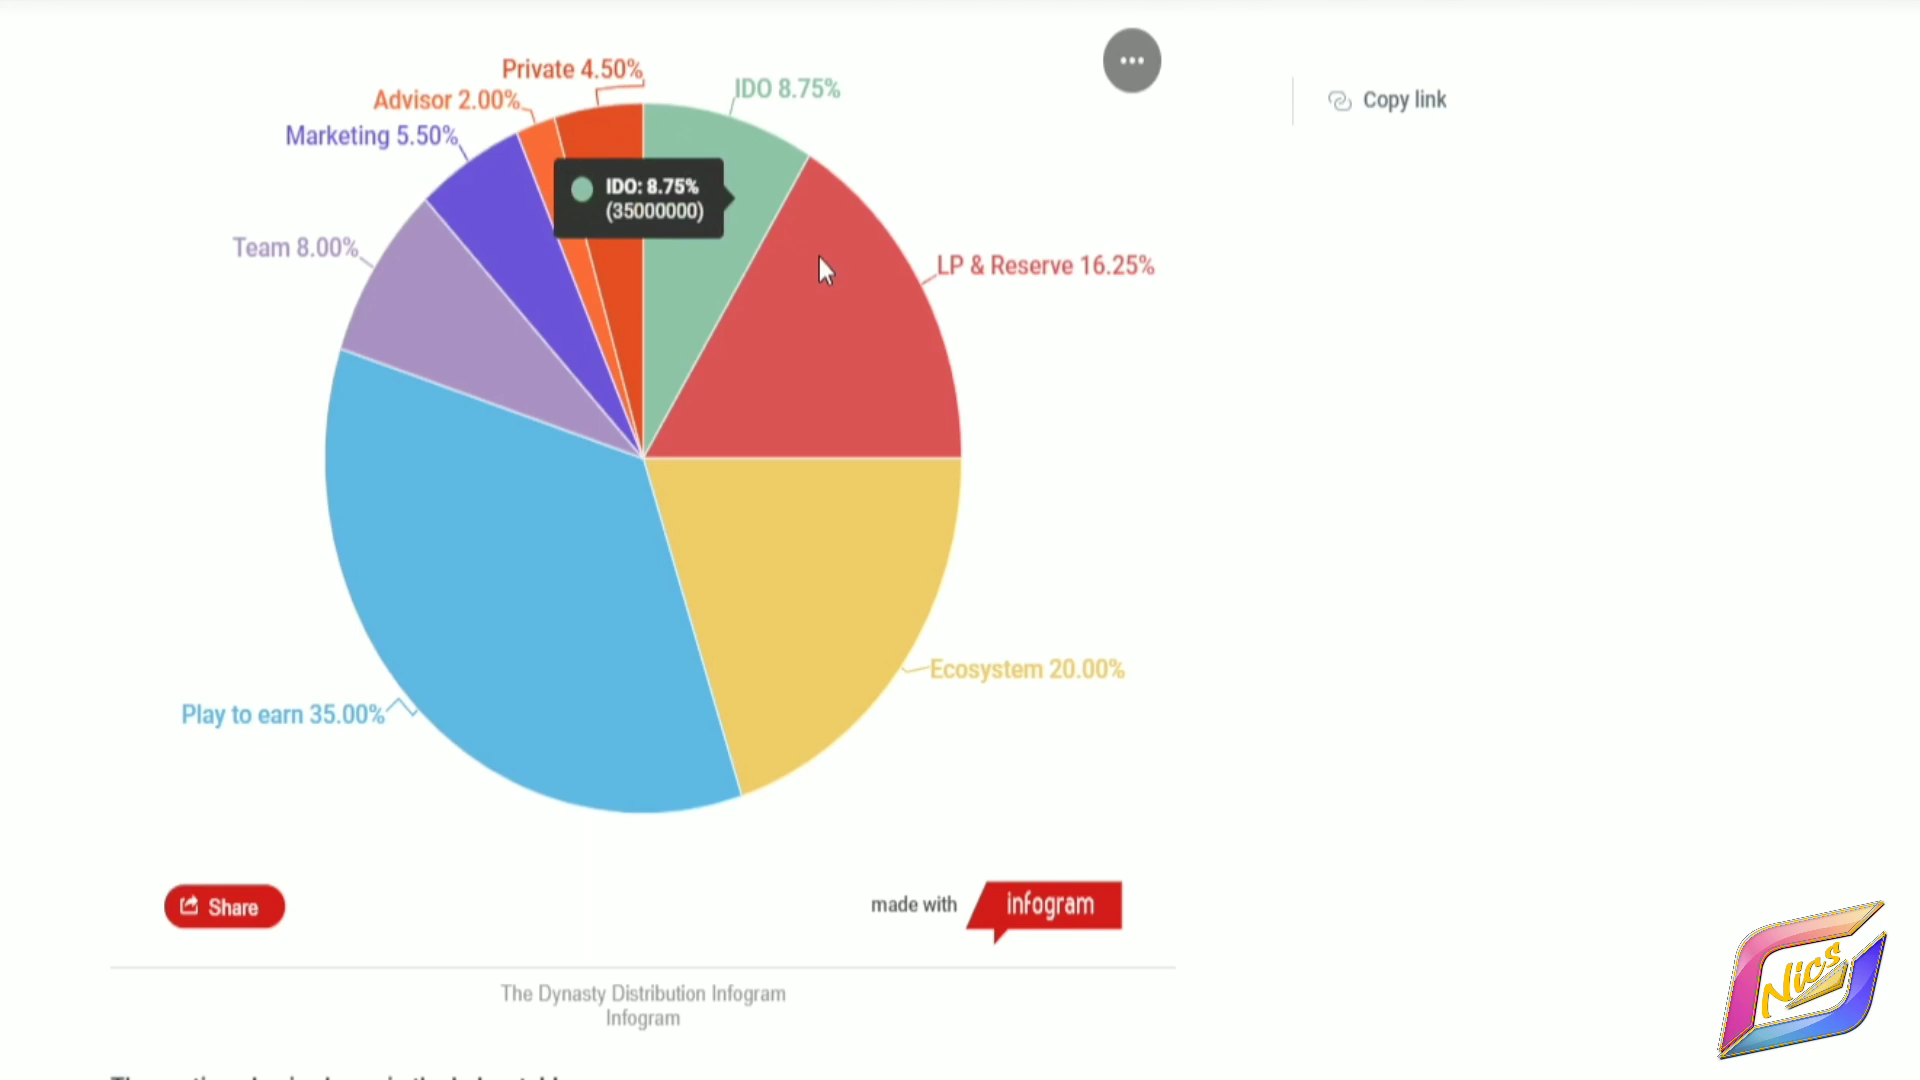 Private 4.50%
IDO 8.75%
Advisor 2.00%
Copy link
Marketing 5.50%
IDO: 8.75%
(35000000)
Team 8.00%
LP & Reserve 16.25%
Ecosystem 20.00%
Play to earn 35.00%
Share
made with infogram
The Dynasty Distribution Infogram
Infogram
Nics